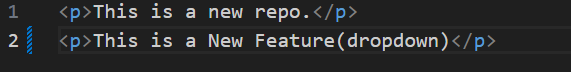 1 <p>This is a new repo.</p>
2 <p>This is a New Feature(dropdown)</p>